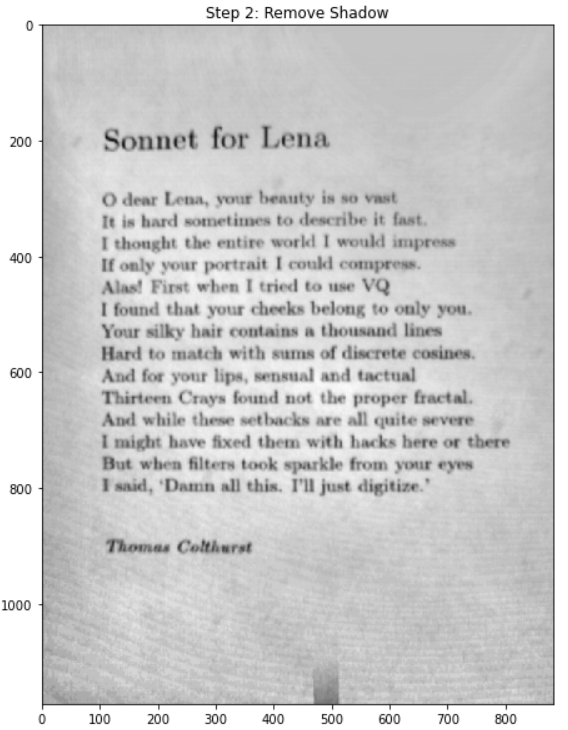 Step 2: Remove Shadow
0
200
400
600
800
1000
Sonnet for Lena
O dear Lena, your beauty is so vast
It is hard sometimes to describe it fast.
I thought the entire world I would impress
If only your portrait I could compress.
Alas! First when I tried to use VQ
I found that your cheeks belong to only you.
Your silky hair contains a thousand lines
Hard to match with sums of discrete cosines.
And for your lips, sensual and tactual
Thirteen Crays found not the proper fractal.
And while these setbacks are all quite severe
I might have fixed them with hacks here or there
But when filters took sparkle from your eyes
I said, ‘Damn all this. I'll just digitize.’
Thomas Colthurst
0 100 200 300 400 500 600 700 800